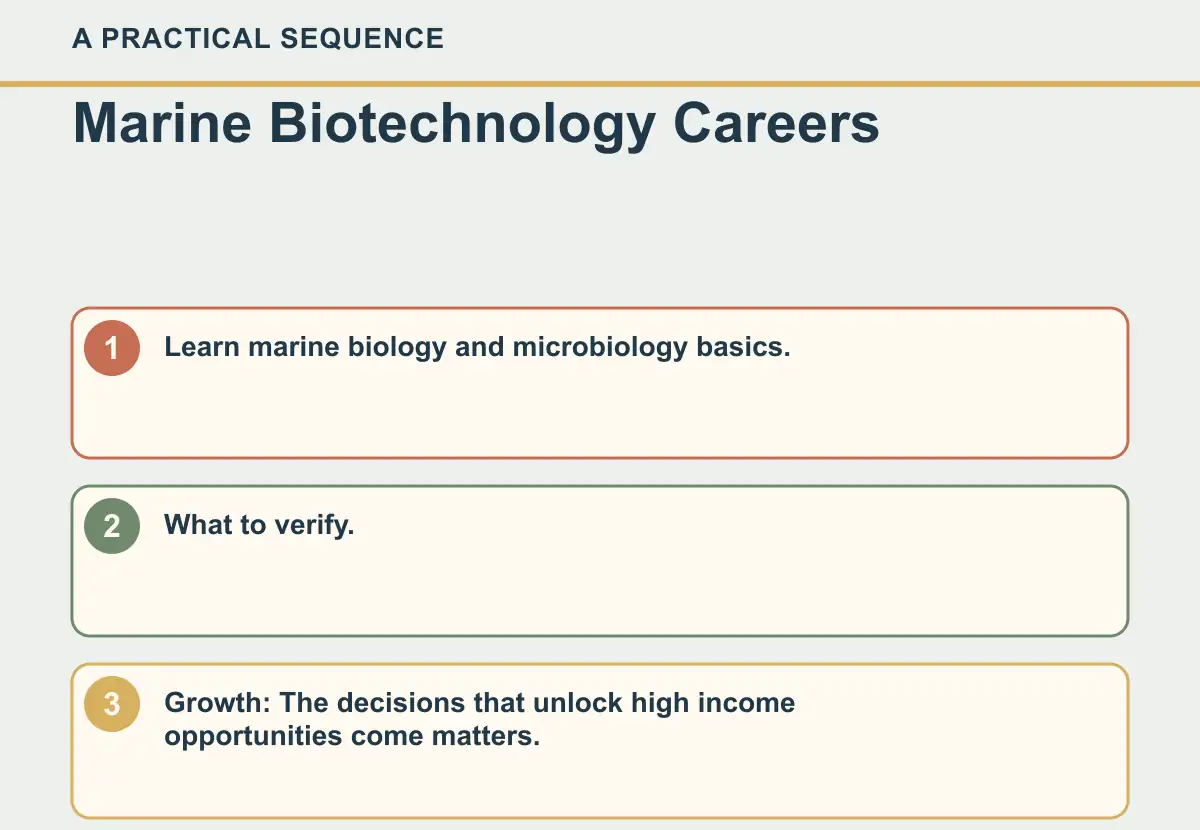 A PRACTICAL SEQUENCE
Marine Biotechnology Careers
1
Learn marine biology and microbiology basics.
2
What to verify.
3
Growth: The decisions that unlock high income
opportunities come matters.